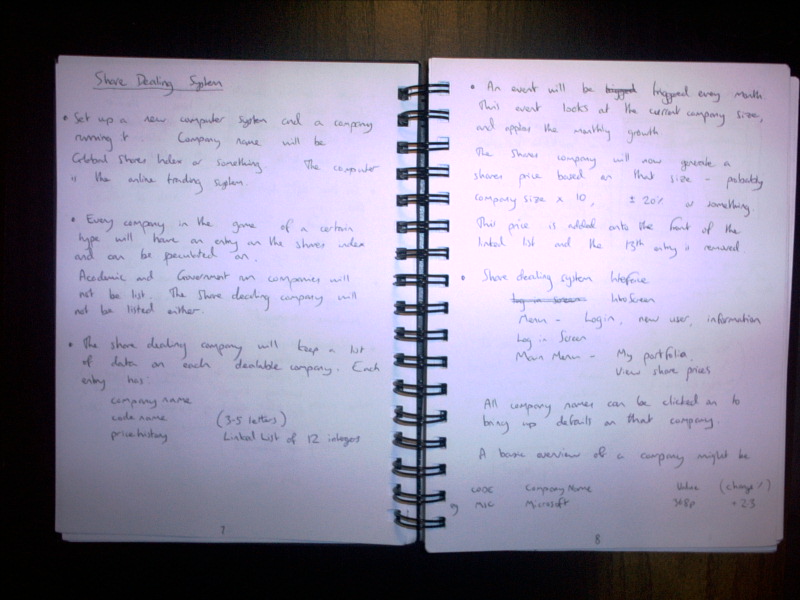 Share Dealing System
• Set up a new computer system and a company
running it Company name will be
Global Shares Index or something The computer
is the online trading system.
• Every company in the game of a certain
type will have an entry on the shares index
and can be speculated on.
Academic and Government run companies will
not be list. The share dealing company will
not be listed either.
• The share dealing company will keep a list
of data on each dealable company. Each
entry has:
company name
code name (3-5 letters)
price history Linked List of 12 integers
7
• An event will be triggered triggered every month.
This event looks at the current company size,
and applies the monthly growth
The shares company will now generate a
shares price based on that size - probably
company size x 10, ± 20% or something.
This price is added onto the front of the
linked list and the 13th entry is removed.
• Share dealing system Interface
Log in screen Intro Screen
Menu - Login, new user, information
Log in Screen
Main Menu - My portfolio,
View share prices
All company names can be clicked on to
bring up details on that company.
A basic overview of a company might be
CODE Company Name Value (change %)
eg MIC Microsoft 368p +2.3
8